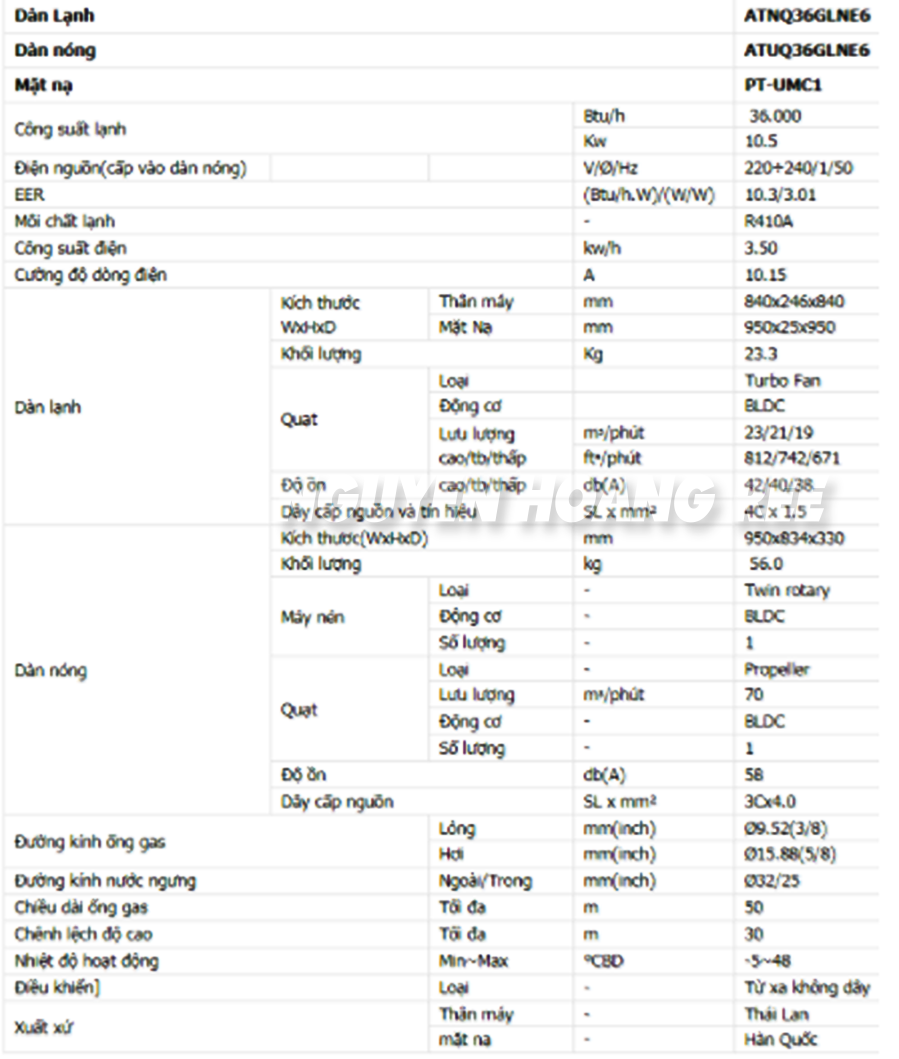 Dàn Lạnh ATNQ36GLNE6
Dàn nóng ATUQ36GLNE6
Mặt nạ PT-UMC1
Công suất lạnh Btu/h 36.000
Kw 10.5
Điện nguồn(cấp vào dàn nóng) V/Ø/Hz 220÷240/1/50
EER (Btu/h.W)/(W/W) 10.3/3.01
Môi chất lạnh - R410A
Công suất điện kw/h 3.50
Cường độ dòng điện A 10.15
Dàn lạnh Kích thước WxHxD Thân máy mm 840x246x840
Mặt Nạ mm 950x25x950
Khối lượng Kg 23.3
Quạt Loại Turbo Fan
Động cơ BLDC
Lưu lượng m³/phút 23/21/19
cao/tb/thấp ft³/phút 812/742/671
Độ ồn cao/tb/thấp db(A) 42/40/38
Dây cấp nguồn và tín hiệu SL x mm² 4C x 1.5
NGUYEN HOANG
Dàn nóng Kích thươc(WxHxD) mm 950x834x330
Khối lượng kg 56.0
Máy nén Loại - Twin rotary
Động cơ - BLDC
Số lượng - 1
Quạt Loại - Propeller
Lưu lượng m³/phút 70
Động cơ - BLDC
Số lượng - 1
Độ ồn db(A) 58
Dây cấp nguồn SL x mm² 3Cx4.0
Đường kính ống gas Lỏng mm(inch) Ø9.52(3/8)
Hơi mm(inch) Ø15.88(5/8)
Đường kính nước ngưng Ngoài/Trong mm(inch) Ø32/25
Chiều dài ống gas Tối đa m 50
Chênh lệch độ cao Tối đa m 30
Nhiệt độ hoạt động Min~Max ºCBD -5~48
Điều khiển] Loại - Từ xa không dây
Xuất xứ Thân máy - Thái Lan
mặt nạ - Hàn Quốc